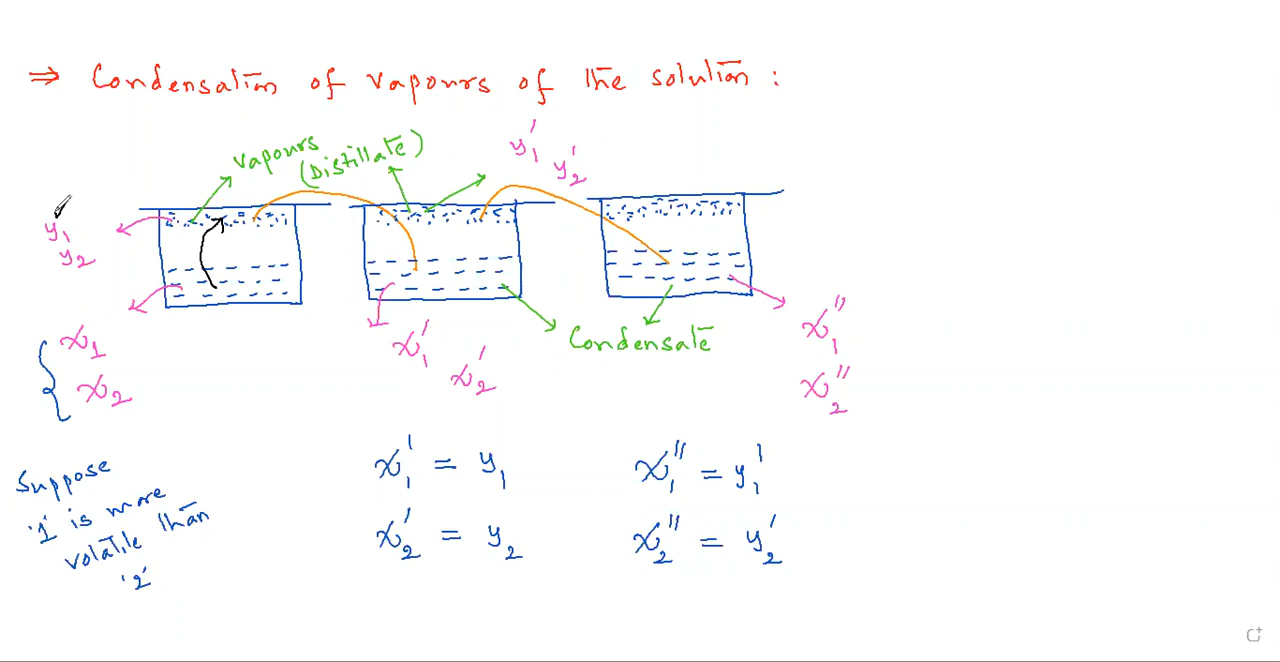 ⇒ Condensation of vapours of the solution :
Vapours
(Distillate)
y₁'
y₂'
y₁
y₂
x₁
x₂
x₁'
x₂'
Condensate
x₁''
x₂''
Suppose
'1' is more
volatile than
'2'
x₁' = y₁
x₂' = y₂
x₁'' = y₁'
x₂'' = y₂'